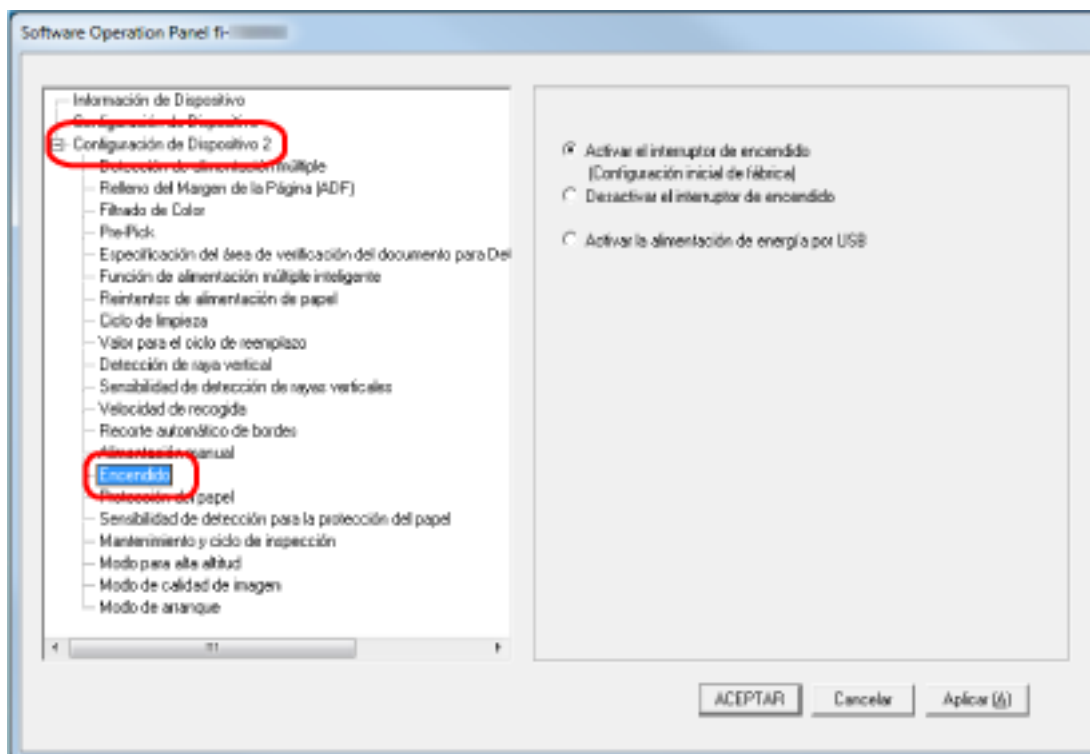 Software Operation Panel fi-
Información de Dispositivo
Configuración de Dispositivo
Configuración de Dispositivo 2
Detección de alimentación múltiple
Relleno del Margen de la Página (ADF)
Filtrado de Color
Pre-Pick
Especificación del área de verificación del documento para Det
Función de alimentación múltiple inteligente
Reintentos de alimentación de papel
Ciclo de limpieza
Valor para el ciclo de reemplazo
Detección de raya vertical
Sensibilidad de detección de rayas verticales
Velocidad de recogida
Recorte automático de bordes
Alimentación manual
Encendido
Protección del papel
Sensibilidad de detección para la protección del papel
Mantenimiento y ciclo de inspección
Modo para alta altitud
Modo de calidad de imagen
Modo de arranque
Activar el interruptor de encendido
(Configuración inicial de fábrica)
Desactivar el interruptor de encendido
Activar la alimentación de energía por USB
ACEPTAR
Cancelar
Aplicar (A)